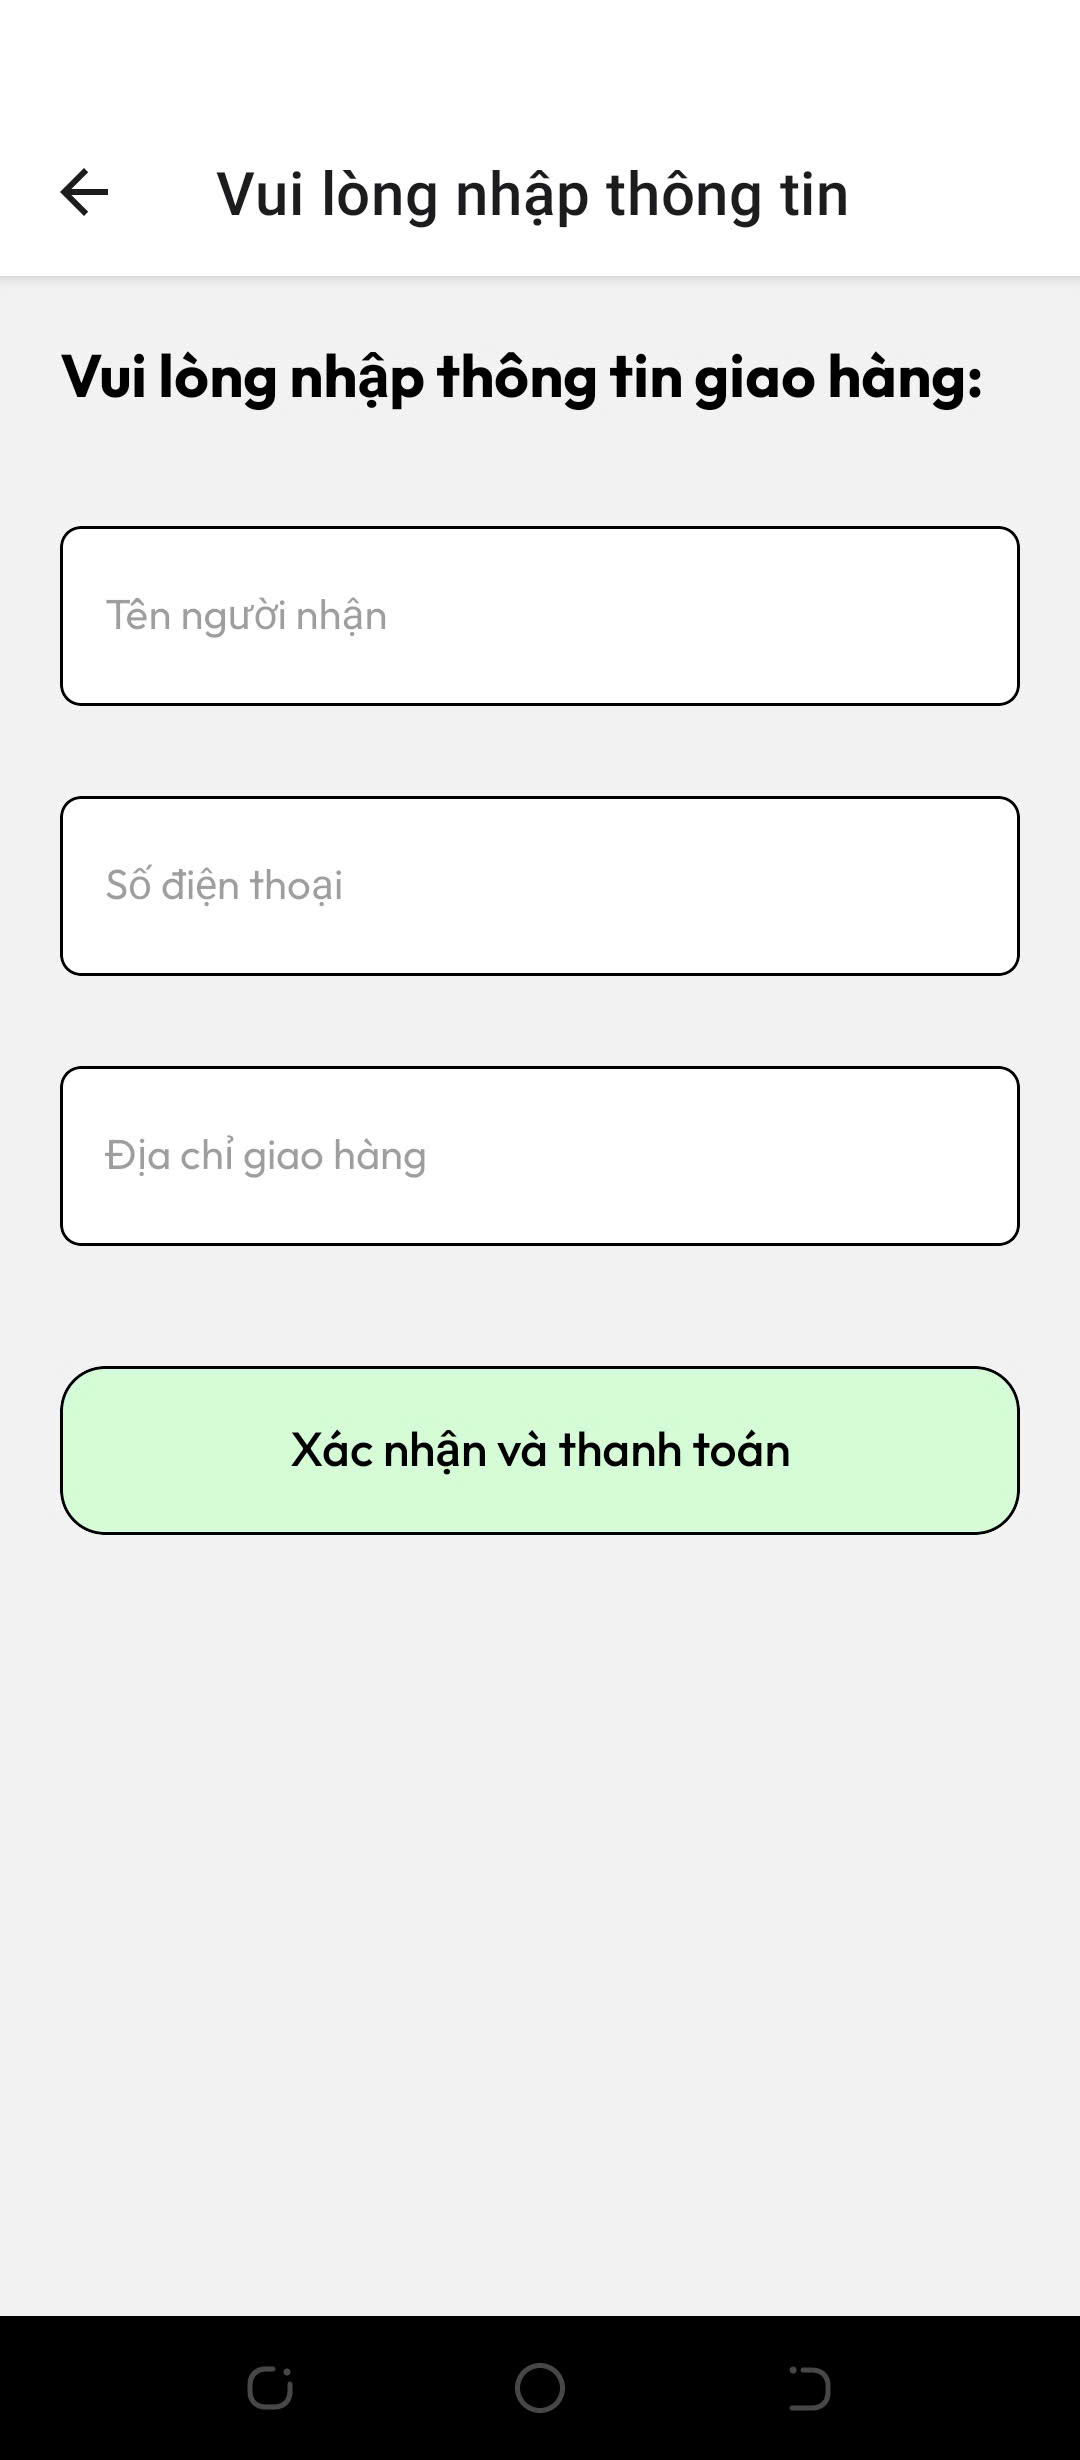 Vui lòng nhập thông tin
Vui lòng nhập thông tin giao hàng:
Tên người nhận
Số điện thoại
Địa chỉ giao hàng
Xác nhận và thanh toán